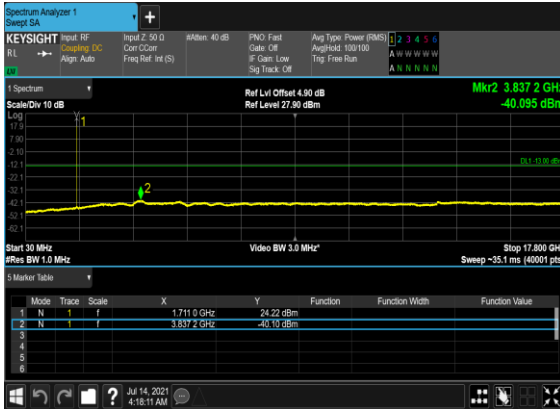 Spectrum Analyzer 1
Swept SA
+
KEYSIGHT Input: RF Input Z: 50 Ω #Atten: 40 dB PNO: Fast Avg Type: Power (RMS) 1 2 3 4 5 6
RL Coupling: DC Corr CCorr Gate: Off Avg|Hold: 100/100 A W W W W W
Align: Auto Freq Ref: Int (S) IF Gain: Low Trig: Free Run
Sig Track: Off A N N N N N
1 Spectrum
Scale/Div 10 dB Ref Lvl Offset 4.90 dB Mkr2 3.837 2 GHz
Ref Level 27.90 dBm -40.095 dBm
Log
17.9 1
7.90
-2.10
-12.1 DL1 -13.00 dBm
-22.1
-32.1 2
-42.1
-52.1
-62.1
Start 30 MHz Video BW 3.0 MHz* Stop 17.800 GH
#Res BW 1.0 MHz Sweep ~35.1 ms (40001 pts
5 Marker Table
Mode Trace Scale X Y Function Function Width Function Value
1 N 1 f 1.711 0 GHz 24.22 dBm
2 N 1 f 3.837 2 GHz -40.10 dBm
3
4
5
6
? Jul 14, 2021
4:18:11 AM